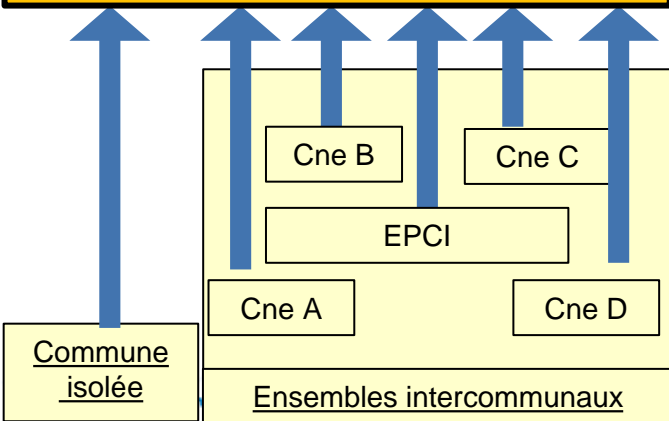 Cne B
Cne C
EPCI
Cne A
Cne D
Commune
isolée
Ensembles intercommunaux